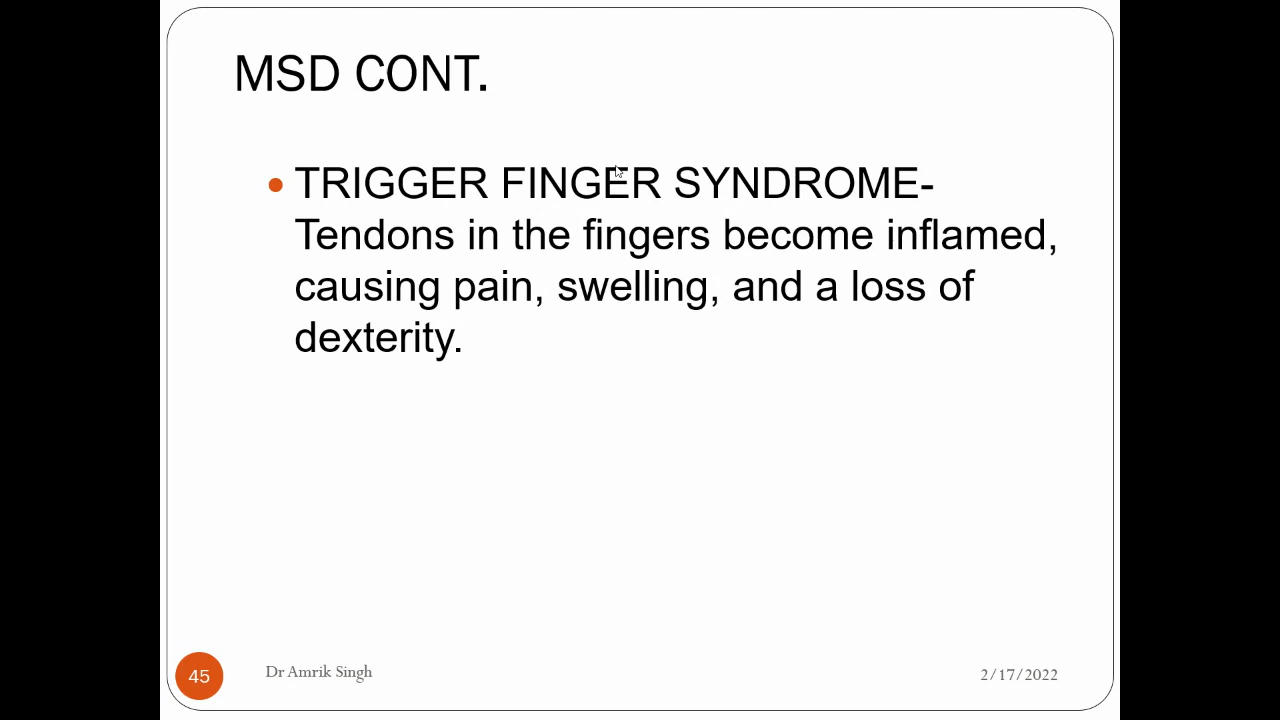 MSD CONT.
• TRIGGER FINGER SYNDROME-
Tendons in the fingers become inflamed,
causing pain, swelling, and a loss of
dexterity.
45
Dr Amrik Singh
2/17/2022